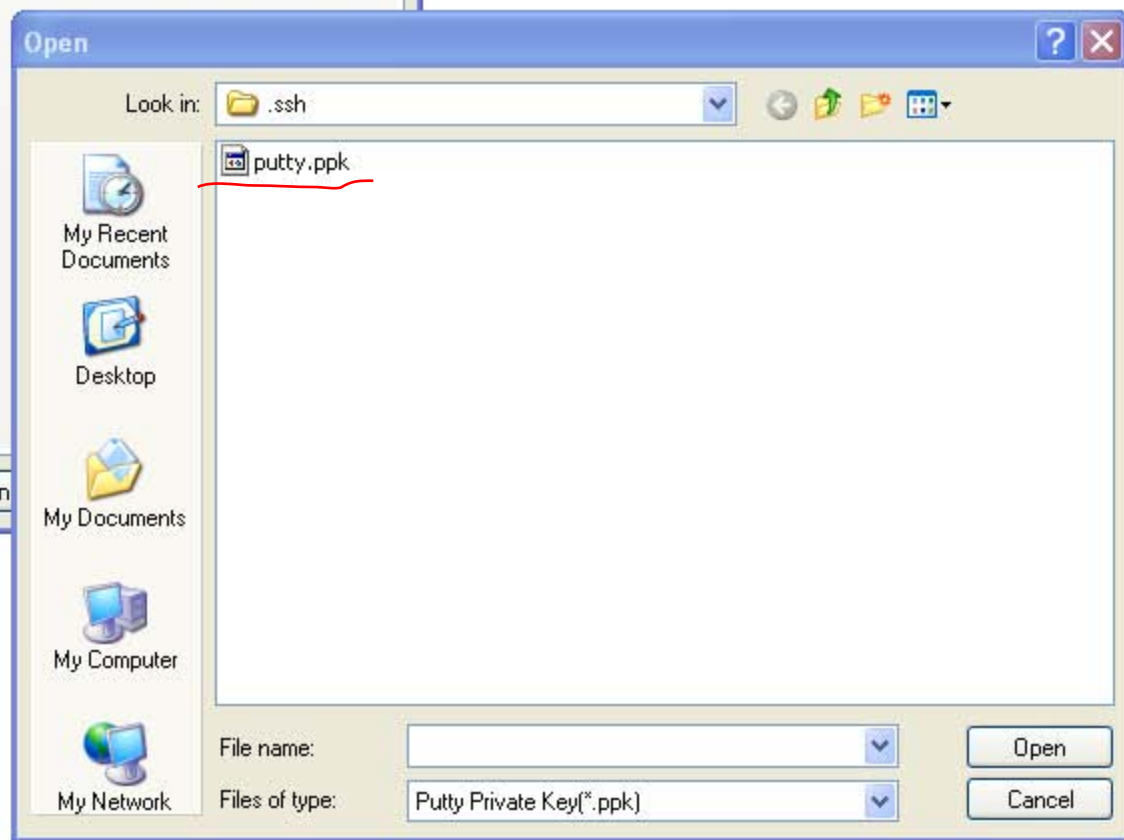 Open
Look in: .ssh
putty.ppk
My Recent
Documents
Desktop
My Documents
My Computer
My Network
File name:
Open
Files of type: Putty Private Key(*.ppk)
Cancel